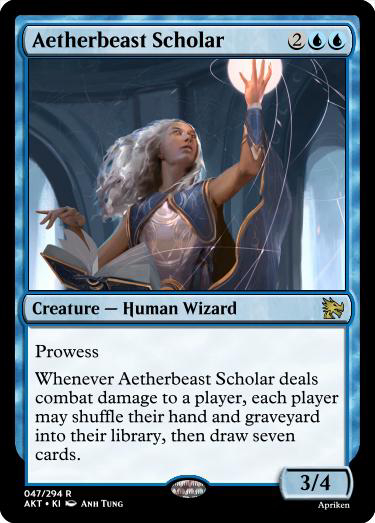 Aetherbeast Scholar 2
Creature — Human Wizard
Prowess
Whenever Aetherbeast Scholar deals
combat damage to a player, each player
may shuffle their hand and graveyard
into their library, then draw seven
cards.
3/4
047/294 R
AKT • KI Anh Tung
Apriken